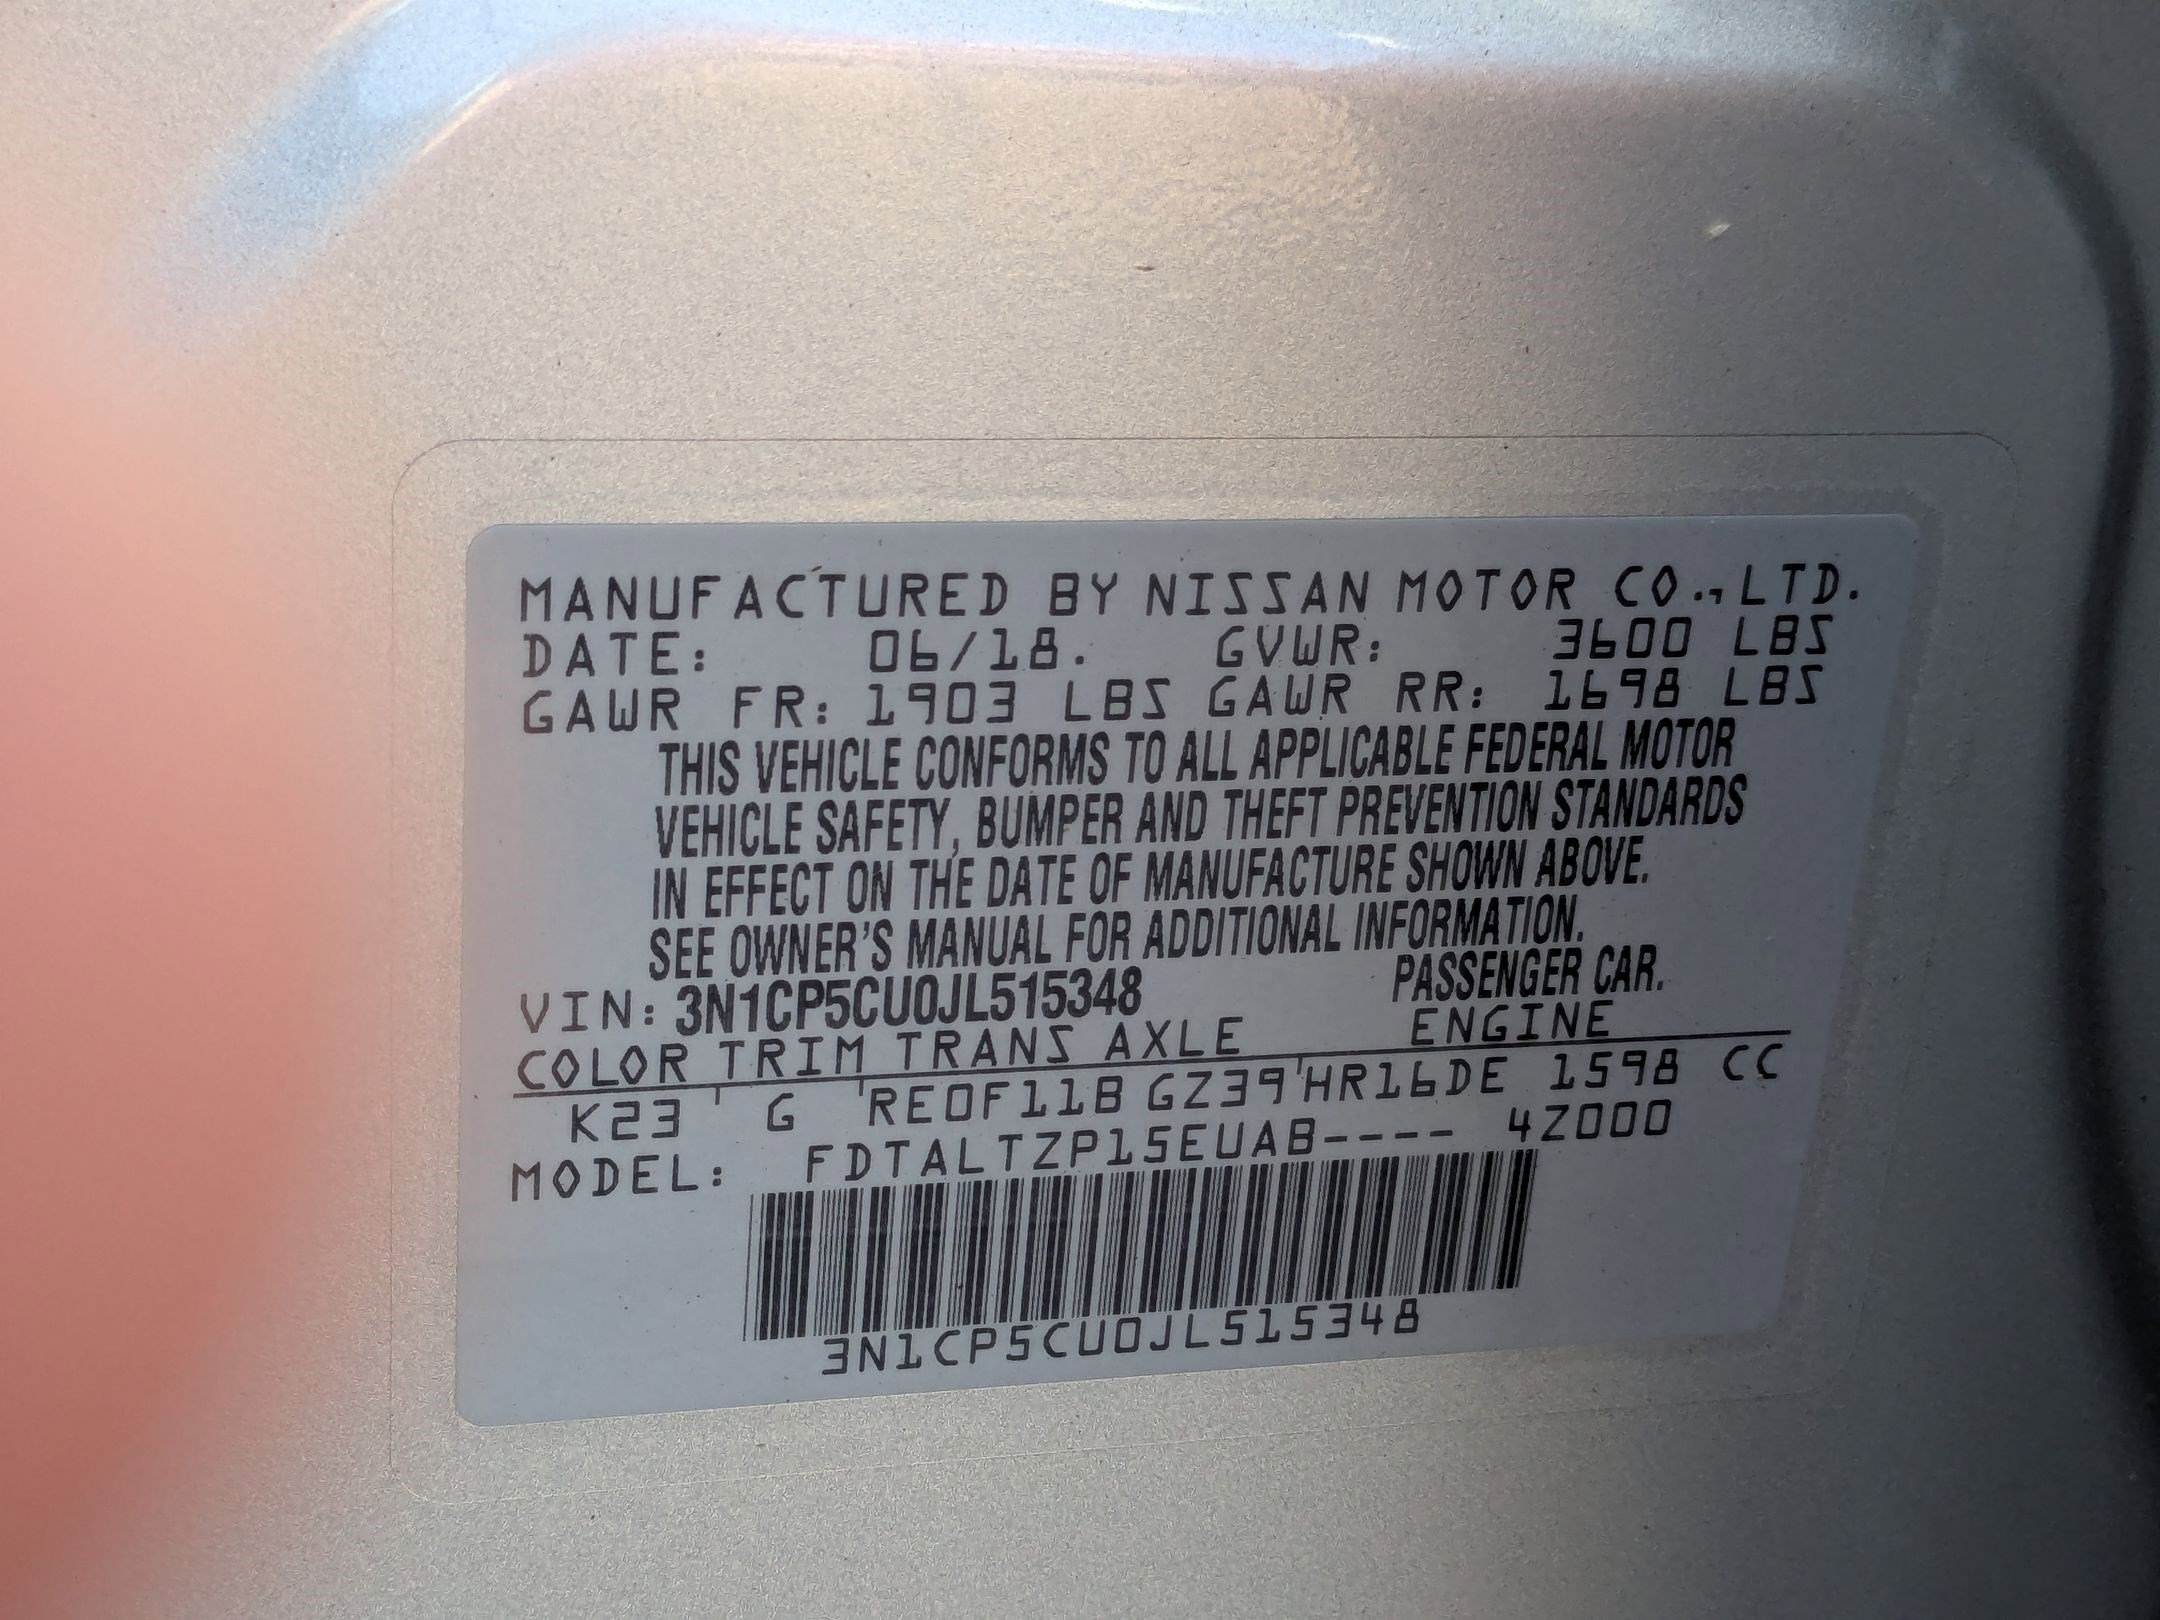 MANUFACTURED BY NISSAN MOTOR CO., LTD.
DATE: 06/18. GVWR: 3600 LBS
GAWR FR: 1903 LBS GAWR RR: 1698 LBS
THIS VEHICLE CONFORMS TO ALL APPLICABLE FEDERAL MOTOR
VEHICLE SAFETY, BUMPER AND THEFT PREVENTION STANDARDS
IN EFFECT ON THE DATE OF MANUFACTURE SHOWN ABOVE.
SEE OWNER'S MANUAL FOR ADDITIONAL INFORMATION.
VIN: 3N1CP5CU0JL515348 PASSENGER CAR.
COLOR TRIM TRANS AXLE ENGINE
K23 G RE0F11B GZ39 HR16DE 1598 CC
MODEL: FDTALTZP15EUAB---- 4Z000
3N1CP5CU0JL515348